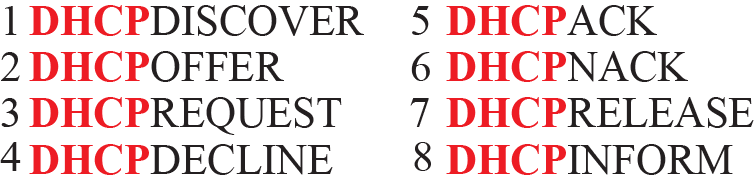 1 DHCPDISCOVER
2 DHCPOFFER
3 DHCPREQUEST
4 DHCPDECLINE
5 DHCPACK
6 DHCPNACK
7 DHCPRELEASE
8 DHCPINFORM